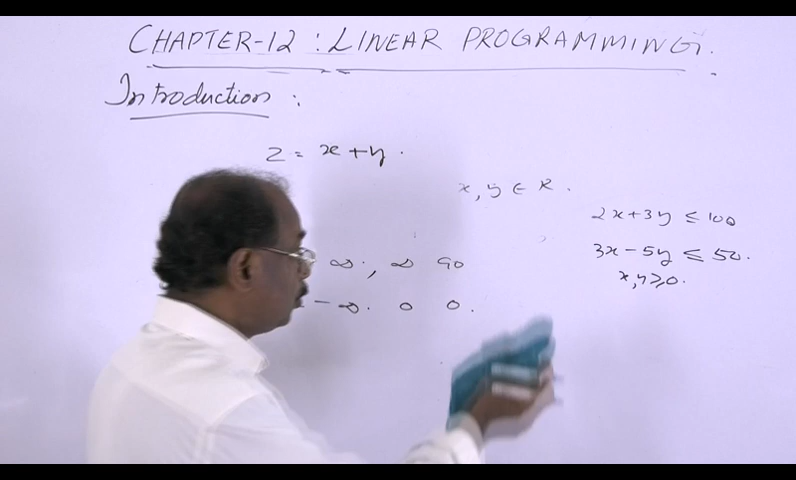 CHAPTER-12 : LINEAR PROGRAMMING.
Introduction :
Z = x + y .
x, y ∈ R .
2x + 3y ≤ 100
3x - 5y ≤ 50.
x, y ≥ 0.
∞ . , ∞ 90
- ∞ . 0 0 .